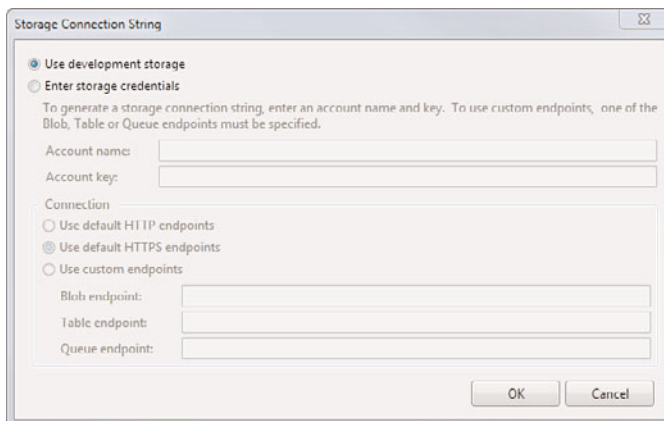 Storage Connection String
Use development storage
Enter storage credentials
To generate a storage connection string, enter an account name and key. To use custom endpoints, one of the
Blob, Table or Queue endpoints must be specified.
Account name:
Account key:
Connection
Use default HTTP endpoints
Use default HTTPS endpoints
Use custom endpoints
Blob endpoint:
Table endpoint:
Queue endpoint:
OK
Cancel